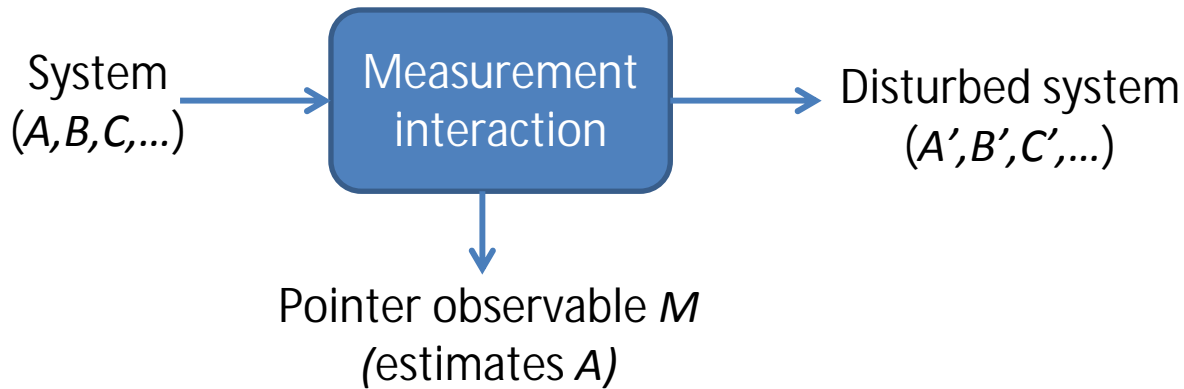 System
(A,B,C,...)
Measurement
interaction
Disturbed system
(A’,B’,C’,...)
Pointer observable M
(estimates A)